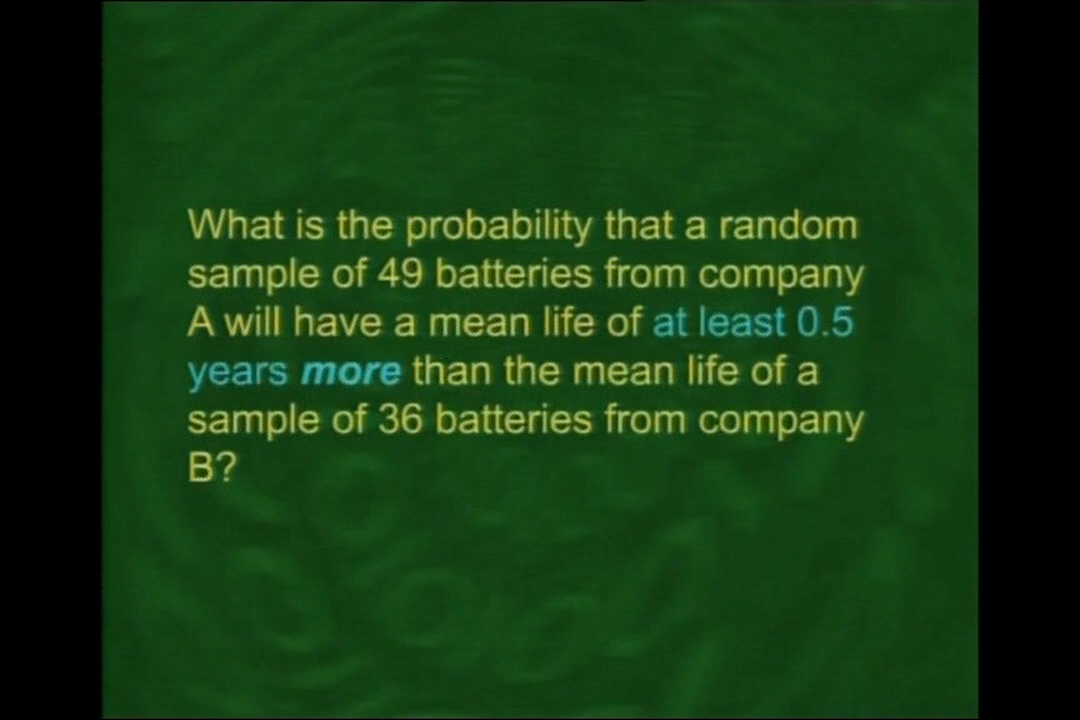 What is the probability that a random
sample of 49 batteries from company
A will have a mean life of at least 0.5
years more than the mean life of a
sample of 36 batteries from company
B?